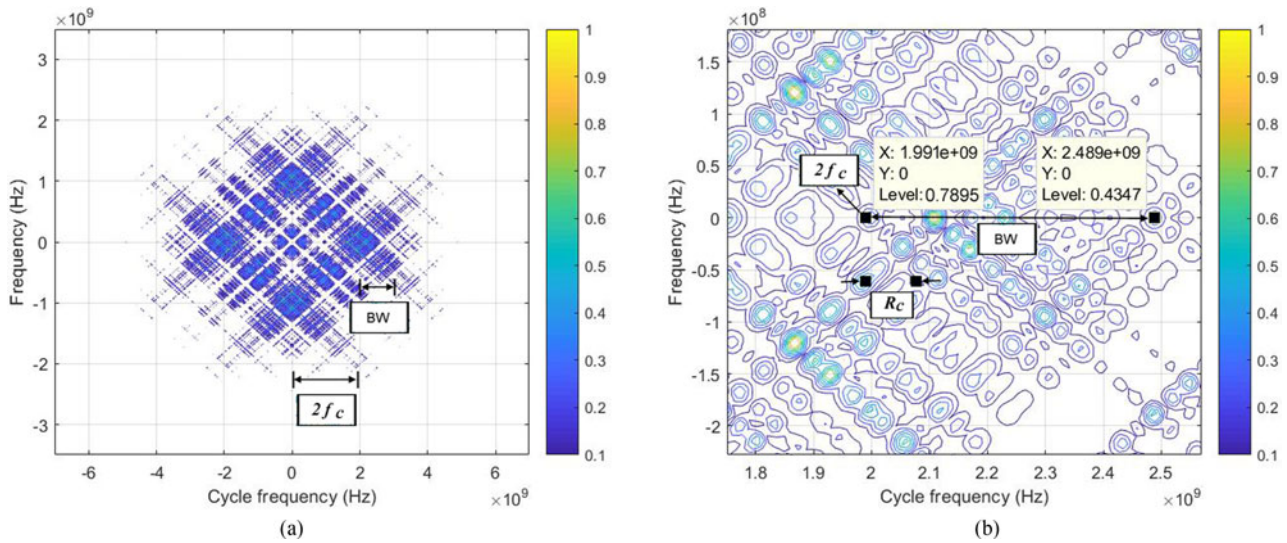 ×10⁹
3
2
1
0
-1
-2
-3
Frequency (Hz)
BW
2fc
-6 -4 -2 0 2 4 6
×10⁹
Cycle frequency (Hz)
1
0.9
0.8
0.7
0.6
0.5
0.4
0.3
0.2
0.1
(a)
×10⁸
1.5
1
0.5
0
-0.5
-1
-1.5
-2
Frequency (Hz)
2fc
X: 1.991e+09
Y: 0
Level: 0.7895
X: 2.489e+09
Y: 0
Level: 0.4347
BW
Rc
1.8 1.9 2 2.1 2.2 2.3 2.4 2.5
×10⁹
Cycle frequency (Hz)
1
0.9
0.8
0.7
0.6
0.5
0.4
0.3
0.2
0.1
(b)